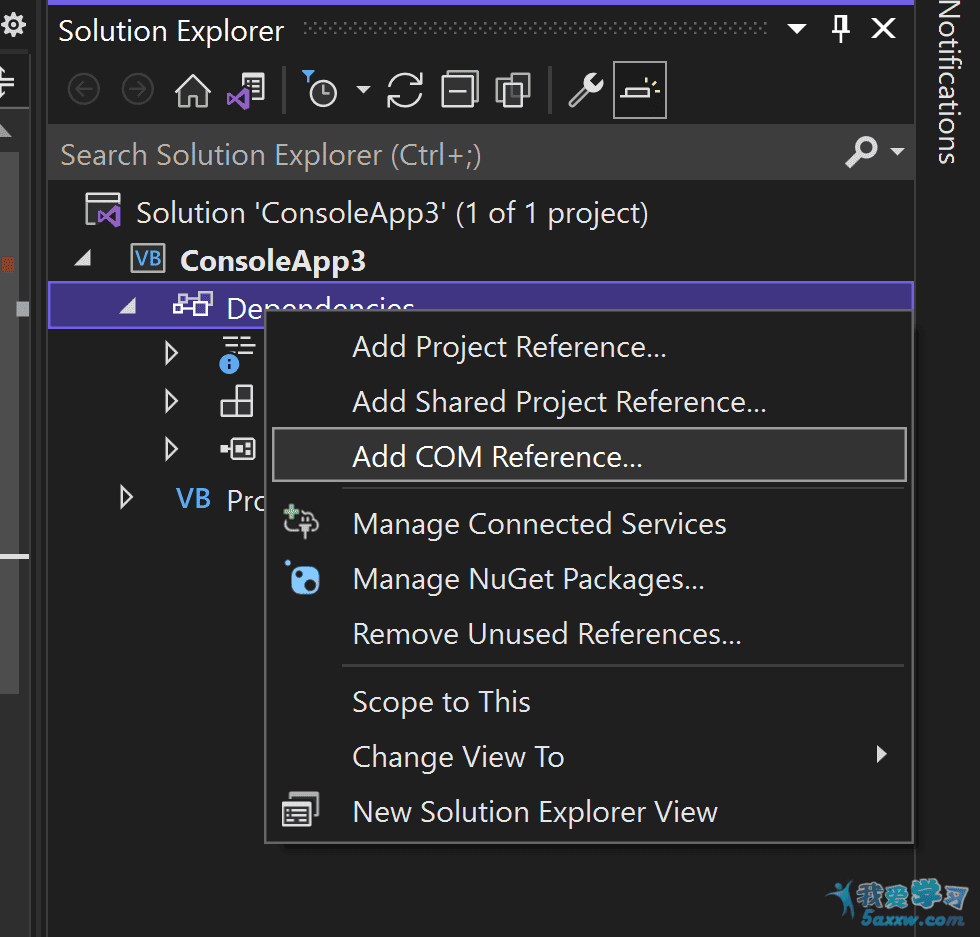 Solution Explorer
Notifications
Search Solution Explorer (Ctrl+;)
Solution 'ConsoleApp3' (1 of 1 project)
VB ConsoleApp3
Dependencies
Add Project Reference...
Add Shared Project Reference...
Add COM Reference...
VB Pro
Manage Connected Services
Manage NuGet Packages...
Remove Unused References...
Scope to This
Change View To
New Solution Explorer View
我爱学习
5axxw.com